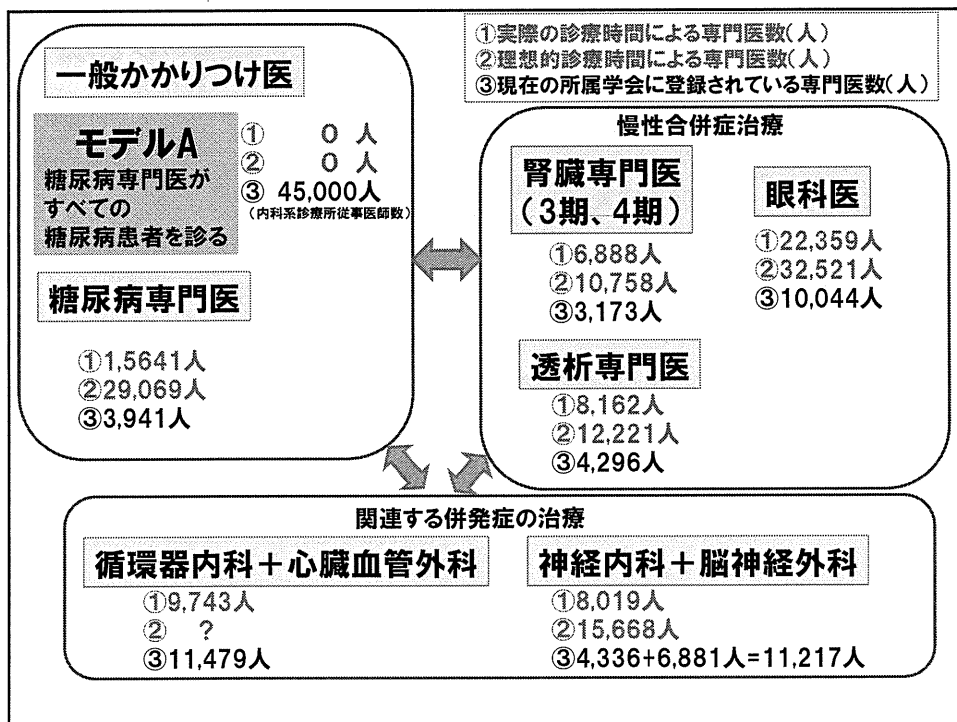 ①実際の診療時間による専門医数(人)
②理想的診療時間による専門医数(人)
③現在の所属学会に登録されている専門医数(人)
一般かかりつけ医
モデルA
糖尿病専門医が
すべての
糖尿病患者を診る
① 0 人
② 0 人
③ 45,000人
(内科系診療所従事医師数)
糖尿病専門医
①1,5641人
②29,069人
③3,941人
慢性合併症治療
腎臓専門医
(3期、4期)
①6,888人
②10,758人
③3,173人
眼科医
①22,359人
②32,521人
③10,044人
透析専門医
①8,162人
②12,221人
③4,296人
関連する併発症の治療
循環器内科+心臓血管外科
①9,743人
② ?
③11,479人
神経内科+脳神経外科
①8,019人
②15,668人
③4,336+6,881人=11,217人